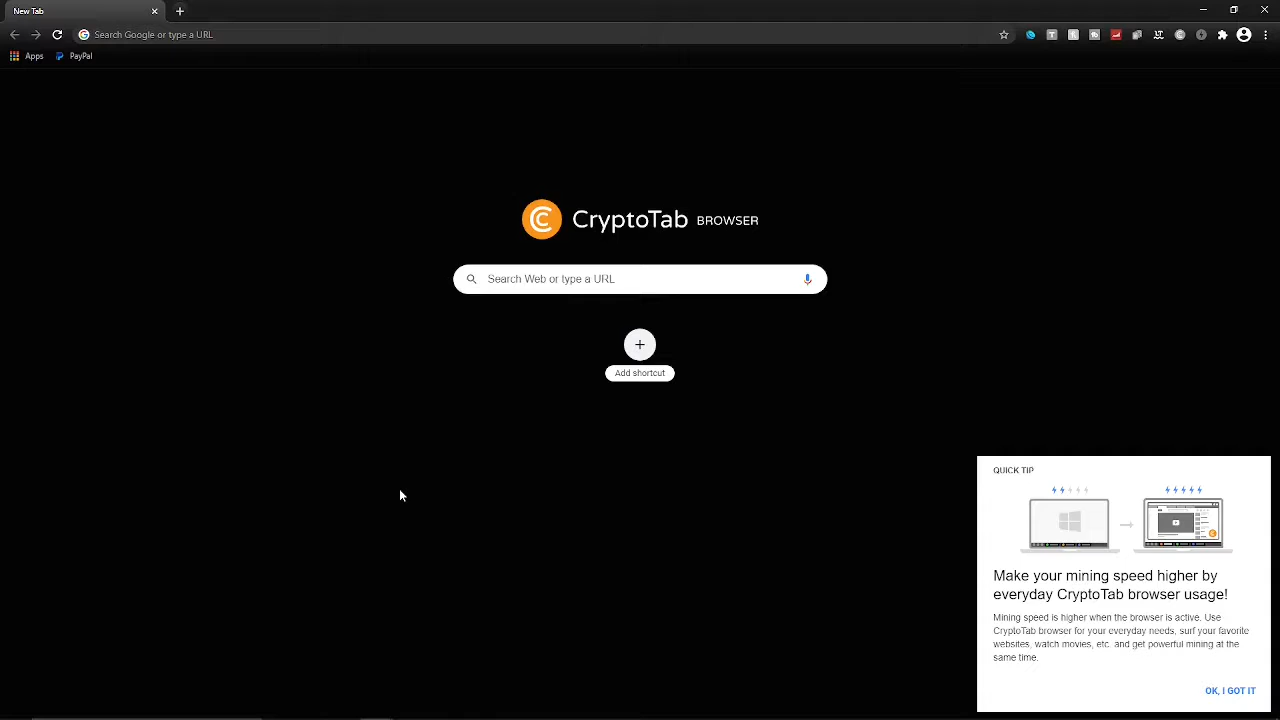 New Tab
Search Google or type a URL
Apps
PayPal
CryptoTab BROWSER
Search Web or type a URL
Add shortcut
QUICK TIP
Make your mining speed higher by
everyday CryptoTab browser usage!
Mining speed is higher when the browser is active. Use
CryptoTab browser for your everyday needs, surf your favorite
websites, watch movies, etc. and get powerful mining at the
same time.
OK, I GOT IT